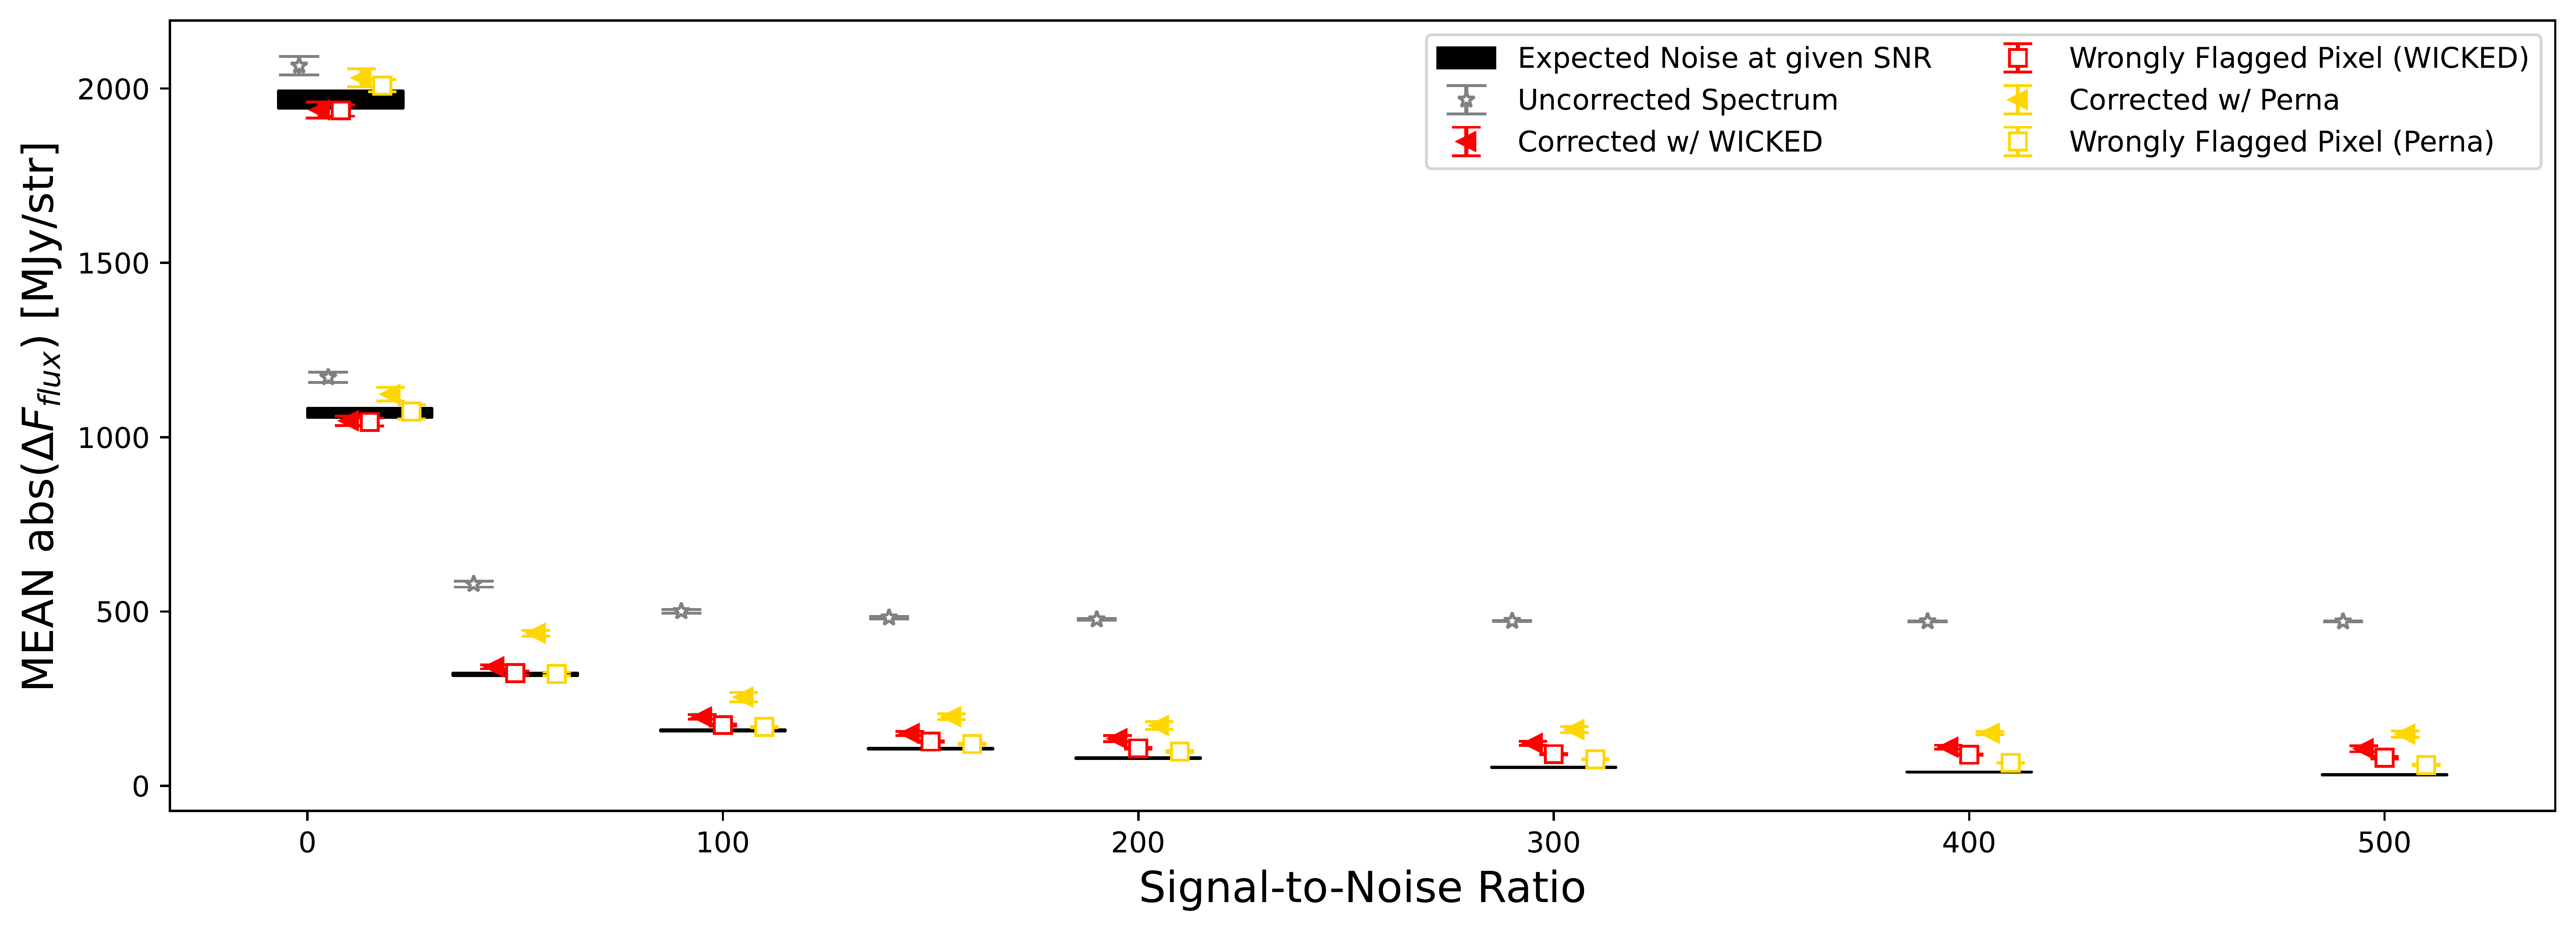 Expected Noise at given SNR
Uncorrected Spectrum
Corrected w/ WICKED
Wrongly Flagged Pixel (WICKED)
Corrected w/ Perna
Wrongly Flagged Pixel (Perna)
MEAN abs(ΔF_{flux}) [MJy/str]
2000
1500
1000
500
0
0 100 200 300 400 500
Signal-to-Noise Ratio